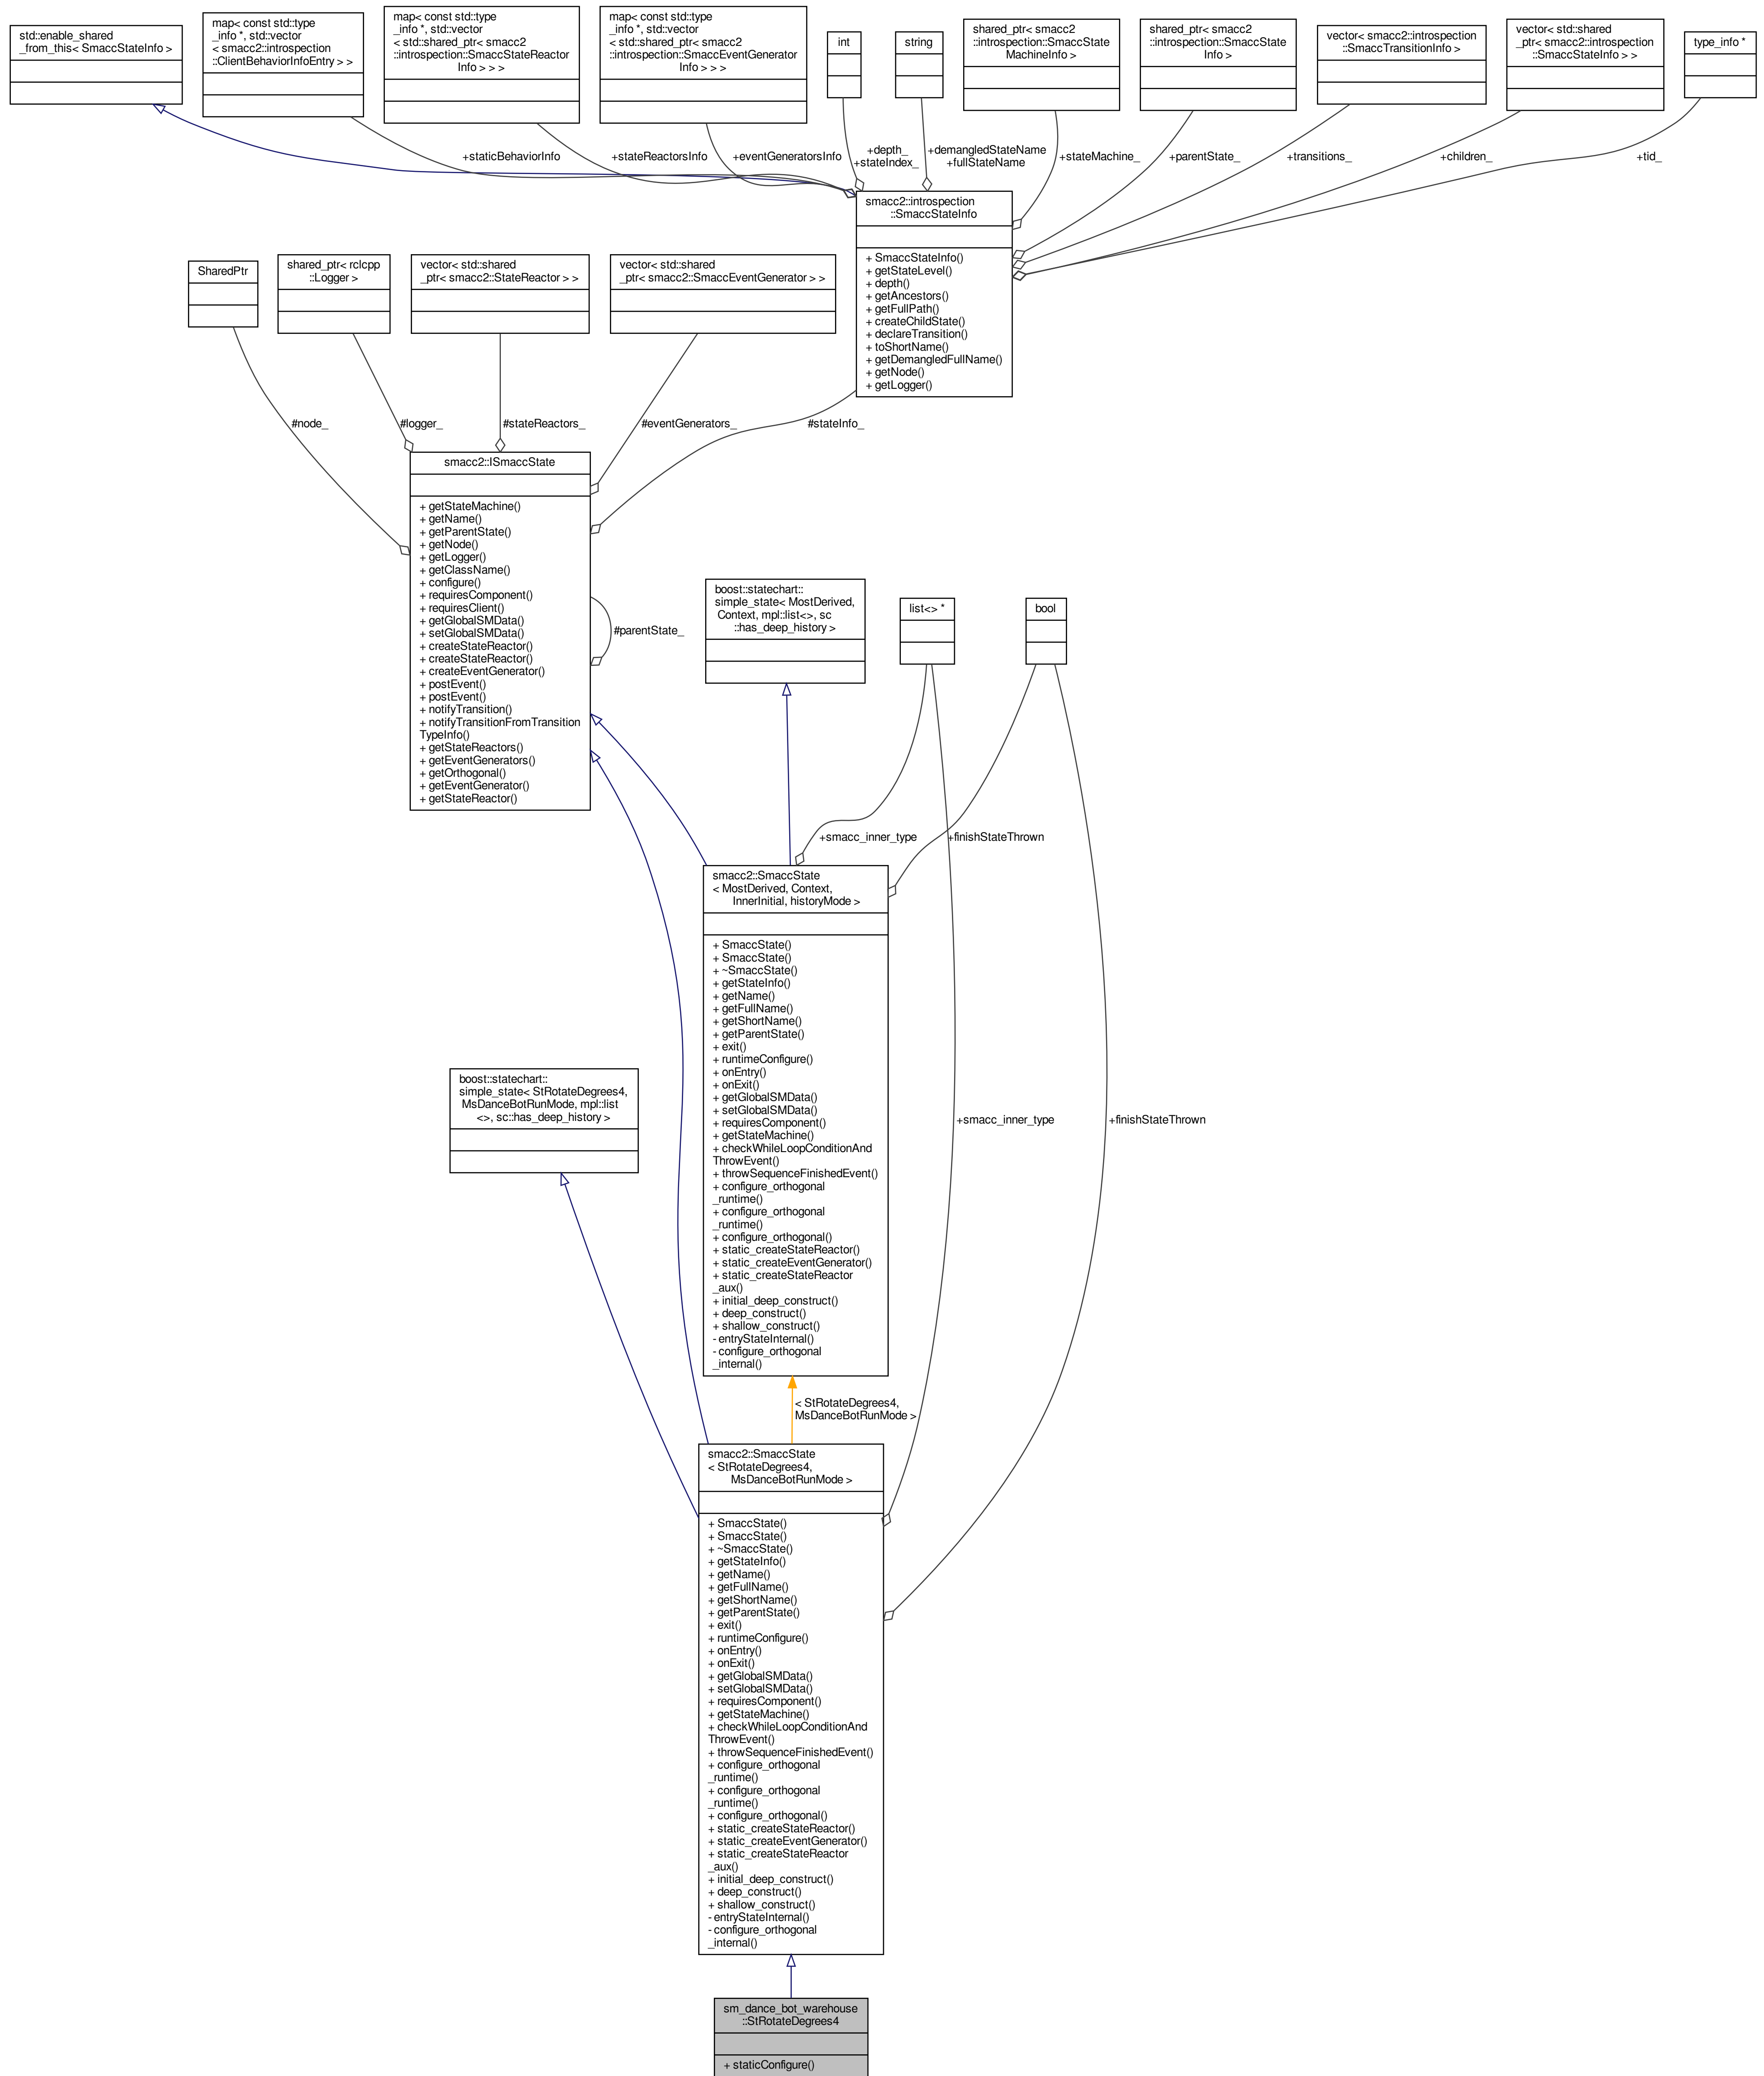 std::enable_shared
_from_this< SmaccStateInfo >
map< const std::type
_info *, std::vector
< smacc2::introspection
::ClientBehaviorInfoEntry > >
map< const std::type
_info *, std::vector
< std::shared_ptr< smacc2
::introspection::SmaccStateReactor
Info > > >
map< const std::type
_info *, std::vector
< std::shared_ptr< smacc2
::introspection::SmaccEventGenerator
Info > > >
int
string
shared_ptr< smacc2
::introspection::SmaccState
MachineInfo >
shared_ptr< smacc2
::introspection::SmaccState
Info >
vector< smacc2::introspection
::SmaccTransitionInfo >
vector< std::shared
_ptr< smacc2::introspection
::SmaccStateInfo > >
type_info *
+staticBehaviorInfo
+stateReactorsInfo
+eventGeneratorsInfo
+depth_
+stateIndex_
+demangledStateName
+fullStateName
+stateMachine_
+parentState_
+transitions_
+children_
+tid_
smacc2::introspection
::SmaccStateInfo
+ SmaccStateInfo()
+ getStateLevel()
+ depth()
+ getAncestors()
+ getFullPath()
+ createChildState()
+ declareTransition()
+ toShortName()
+ getDemangledFullName()
+ getNode()
+ getLogger()
SharedPtr
shared_ptr< rclcpp
::Logger >
vector< std::shared
_ptr< smacc2::StateReactor > >
vector< std::shared
_ptr< smacc2::SmaccEventGenerator > >
#node_
#logger_
#stateReactors_
#eventGenerators_
#stateInfo_
smacc2::ISmaccState
+ getStateMachine()
+ getName()
+ getParentState()
+ getNode()
+ getLogger()
+ getClassName()
+ configure()
+ requiresComponent()
+ requiresClient()
+ getGlobalSMData()
+ setGlobalSMData()
+ createStateReactor()
+ createStateReactor()
+ createEventGenerator()
+ postEvent()
+ postEvent()
+ notifyTransition()
+ notifyTransitionFromTransition
TypeInfo()
+ getStateReactors()
+ getEventGenerators()
+ getOrthogonal()
+ getEventGenerator()
+ getStateReactor()
#parentState_
boost::statechart::
simple_state< MostDerived,
Context, mpl::list<>, sc
::has_deep_history >
list<> *
bool
+smacc_inner_type
+finishStateThrown
smacc2::SmaccState
< MostDerived, Context,
InnerInitial, historyMode >
+ SmaccState()
+ SmaccState()
+ ~SmaccState()
+ getStateInfo()
+ getName()
+ getFullName()
+ getShortName()
+ getParentState()
+ exit()
+ runtimeConfigure()
+ onEntry()
+ onExit()
+ getGlobalSMData()
+ setGlobalSMData()
+ requiresComponent()
+ getStateMachine()
+ checkWhileLoopConditionAnd
ThrowEvent()
+ throwSequenceFinishedEvent()
+ configure_orthogonal
_runtime()
+ configure_orthogonal
_runtime()
+ configure_orthogonal()
+ static_createStateReactor()
+ static_createEventGenerator()
+ static_createStateReactor
_aux()
+ initial_deep_construct()
+ deep_construct()
+ shallow_construct()
- entryStateInternal()
- configure_orthogonal
_internal()
boost::statechart::
simple_state< StRotateDegrees4,
MsDanceBotRunMode, mpl::list
<>, sc::has_deep_history >
+smacc_inner_type
+finishStateThrown
< StRotateDegrees4,
MsDanceBotRunMode >
smacc2::SmaccState
< StRotateDegrees4,
MsDanceBotRunMode >
+ SmaccState()
+ SmaccState()
+ ~SmaccState()
+ getStateInfo()
+ getName()
+ getFullName()
+ getShortName()
+ getParentState()
+ exit()
+ runtimeConfigure()
+ onEntry()
+ onExit()
+ getGlobalSMData()
+ setGlobalSMData()
+ requiresComponent()
+ getStateMachine()
+ checkWhileLoopConditionAnd
ThrowEvent()
+ throwSequenceFinishedEvent()
+ configure_orthogonal
_runtime()
+ configure_orthogonal
_runtime()
+ configure_orthogonal()
+ static_createStateReactor()
+ static_createEventGenerator()
+ static_createStateReactor
_aux()
+ initial_deep_construct()
+ deep_construct()
+ shallow_construct()
- entryStateInternal()
- configure_orthogonal
_internal()
sm_dance_bot_warehouse
::StRotateDegrees4
+ staticConfigure()